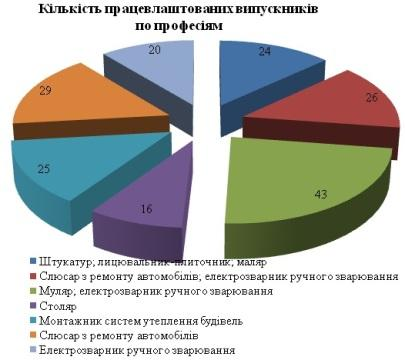 Кількість працевлаштованих випускників
по професіям
20
24
29
26
25
43
16
Штукатур; лицювальник-плиточник; маляр
Слюсар з ремонту автомобілів; електрозварник ручного зварювання
Муляр; електрозварник ручного зварювання
Столяр
Монтажник систем утеплення будівель
Слюсар з ремонту автомобілів
Електрозварник ручного зварювання